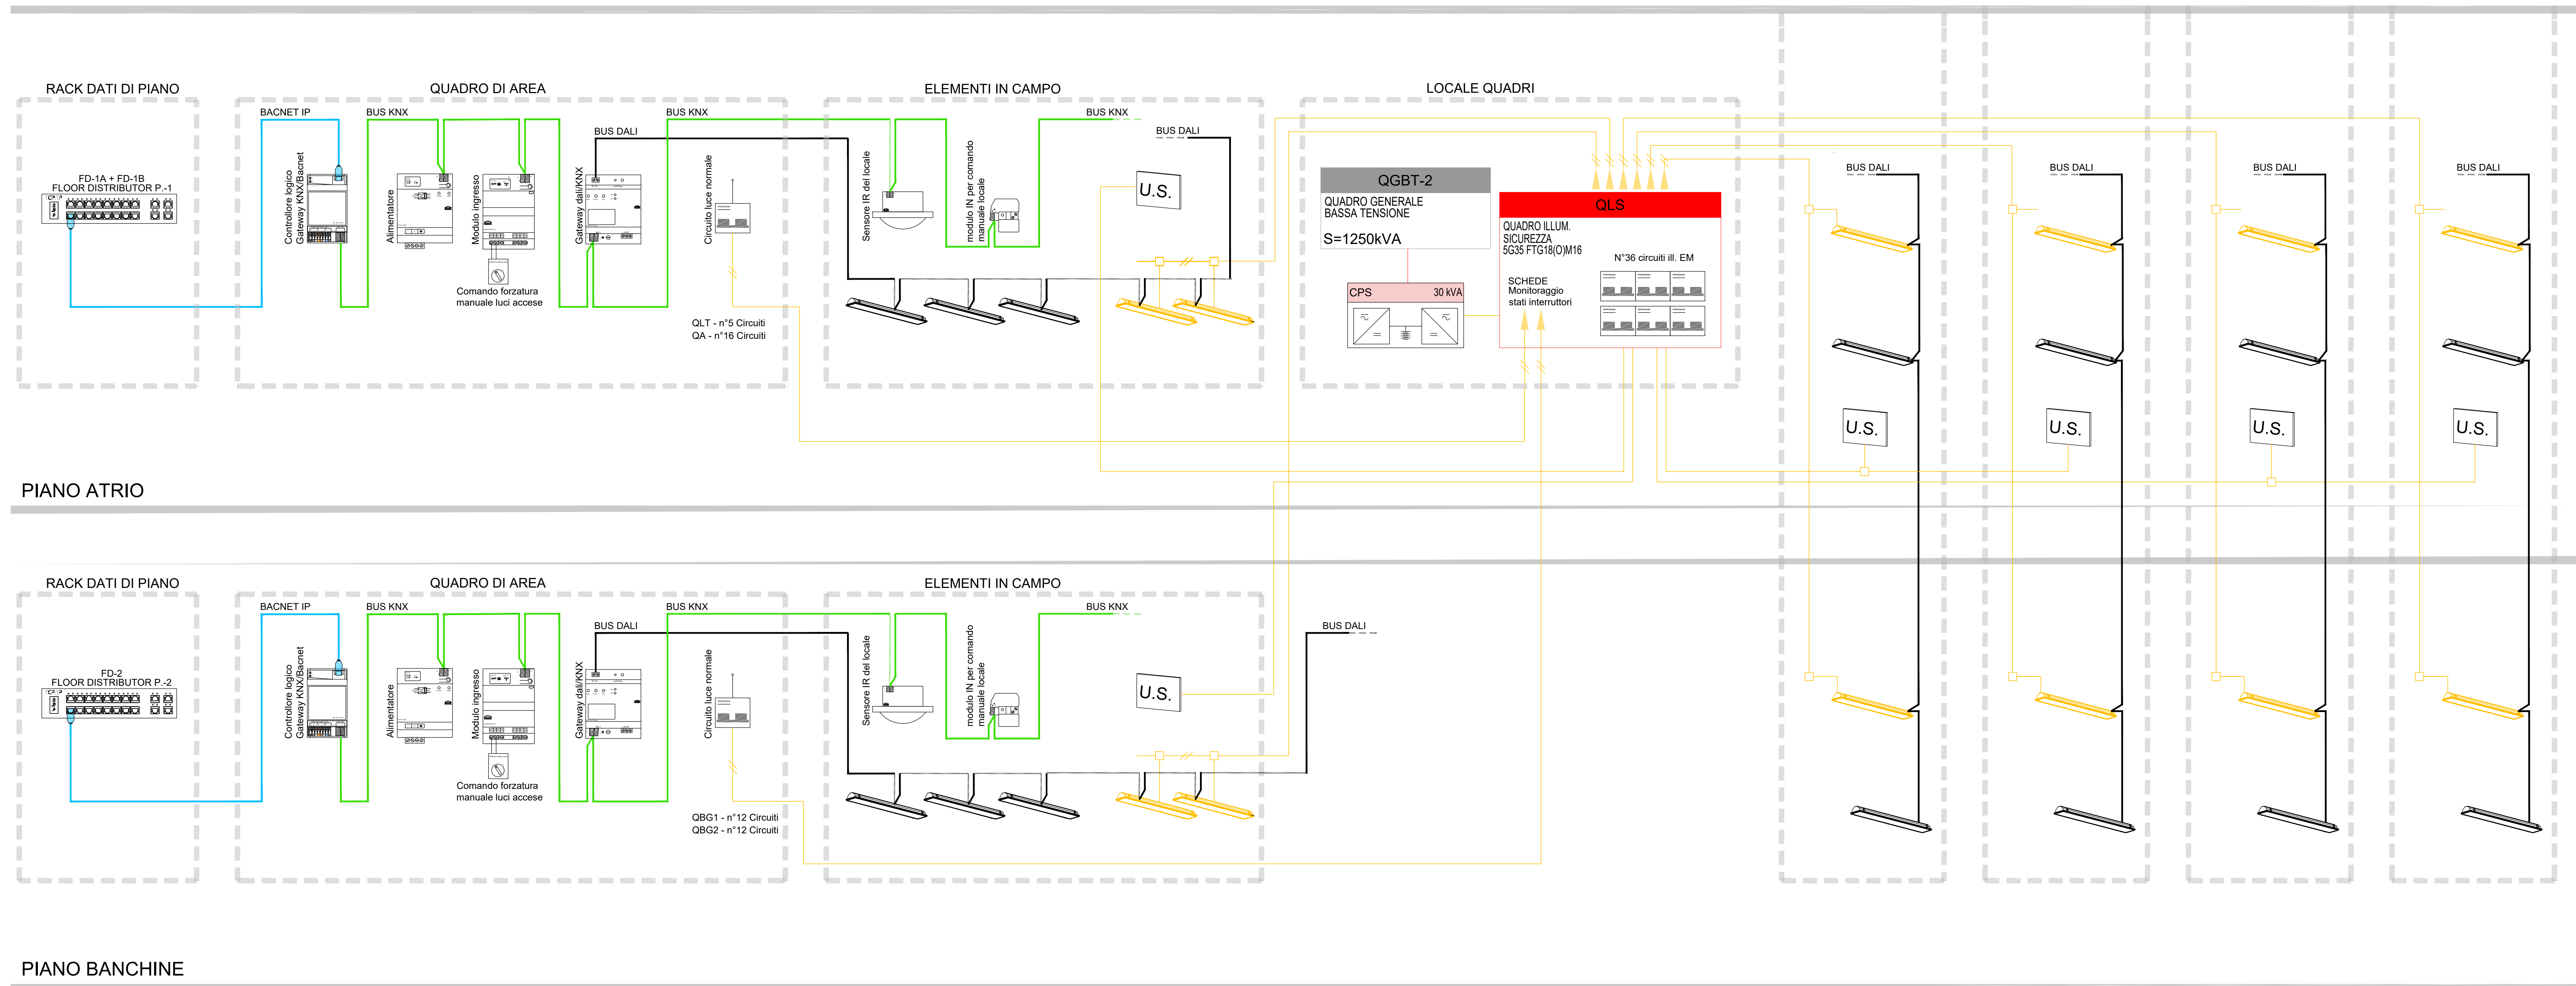 RACK DATI DI PIANO
FD-1A + FD-1B
FLOOR DISTRIBUTOR P.-1
QUADRO DI AREA
BACNET IP
BUS KNX
BUS DALI
BUS KNX
Controllore logico
Gateway KNX/Bacnet
Alimentatore
Modulo ingresso
Gateway dali/KNX
Circuito luce normale
Comando forzatura
manuale luci accese
QLT - n°5 Circuiti
QA - n°16 Circuiti
ELEMENTI IN CAMPO
BUS KNX
BUS DALI
Sensore IR del locale
modulo IN per comando
manuale locale
U.S.
LOCALE QUADRI
QGBT-2
QUADRO GENERALE
BASSA TENSIONE
S=1250kVA
CPS
30 kVA
QLS
QUADRO ILLUM.
SICUREZZA
5G35 FTG18(O)M16
N°36 circuiti ill. EM
SCHEDE
Monitoraggio
stati interruttori
BUS DALI
BUS DALI
BUS DALI
BUS DALI
U.S.
U.S.
U.S.
U.S.
PIANO ATRIO
RACK DATI DI PIANO
FD-2
FLOOR DISTRIBUTOR P.-2
QUADRO DI AREA
BACNET IP
BUS KNX
BUS DALI
BUS KNX
Controllore logico
Gateway KNX/Bacnet
Alimentatore
Modulo ingresso
Gateway dali/KNX
Circuito luce normale
Comando forzatura
manuale luci accese
QBG1 - n°12 Circuiti
QBG2 - n°12 Circuiti
ELEMENTI IN CAMPO
BUS KNX
BUS DALI
Sensore IR del locale
modulo IN per comando
manuale locale
U.S.
PIANO BANCHINE